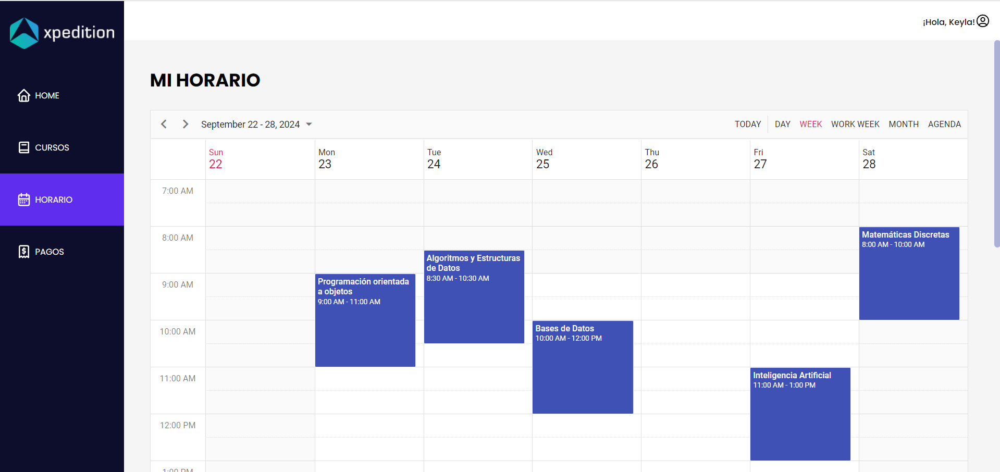 xpedition
¡Hola, Keyla!
HOME
CURSOS
HORARIO
PAGOS
MI HORARIO
September 22 - 28, 2024
TODAY DAY WEEK WORK WEEK MONTH AGENDA
Sun Mon Tue Wed Thu Fri Sat
22 23 24 25 26 27 28
7:00 AM
8:00 AM
Matemáticas Discretas
8:00 AM - 10:00 AM
Algoritmos y Estructuras
de Datos
8:30 AM - 10:30 AM
9:00 AM
Programación orientada
a objetos
9:00 AM - 11:00 AM
10:00 AM
Bases de Datos
10:00 AM - 12:00 PM
11:00 AM
Inteligencia Artificial
11:00 AM - 1:00 PM
12:00 PM
1:00 PM